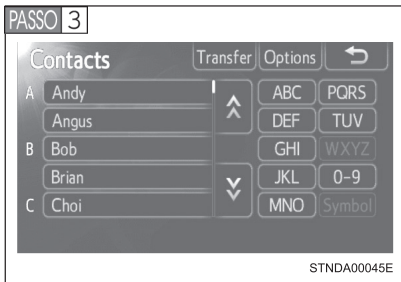 PASSO 3
Contacts Transfer Options
A Andy ABC PQRS
Angus DEF TUV
B Bob GHI WXYZ
Brian JKL 0-9
C Choi MNO Symbol
STNDA00045E